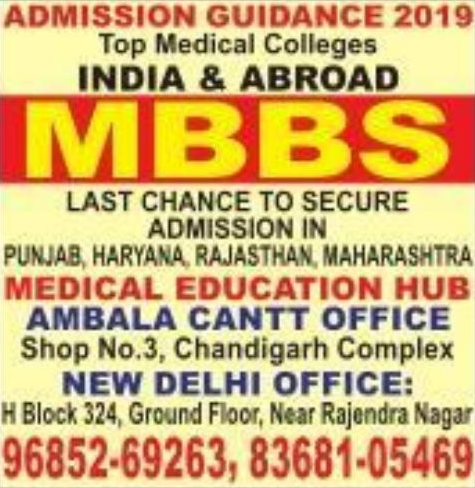 ADMISSION GUIDANCE 2019
Top Medical Colleges
INDIA & ABROAD
MBBS
LAST CHANCE TO SECURE
ADMISSION IN
PUNJAB, HARYANA, RAJASTHAN, MAHARASHTRA
MEDICAL EDUCATION HUB
AMBALA CANTT OFFICE
Shop No.3, Chandigarh Complex
NEW DELHI OFFICE:
H Block 324, Ground Floor, Near Rajendra Nagar
96852-69263, 83681-05469